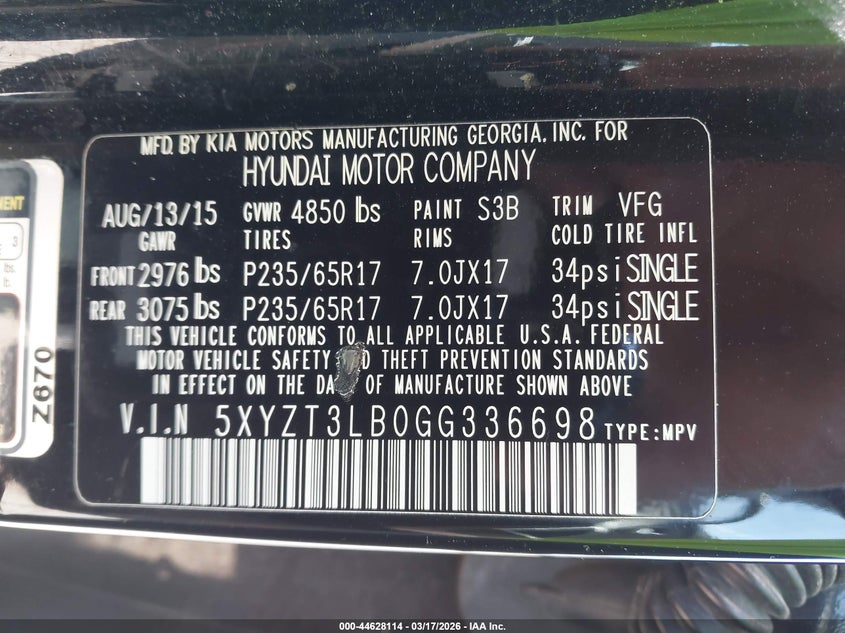 MFD. BY KIA MOTORS MANUFACTURING GEORGIA, INC. FOR
HYUNDAI MOTOR COMPANY
AUG/13/15 GVWR 4850 lbs PAINT S3B TRIM VFG
GAWR TIRES RIMS COLD TIRE INFL
FRONT 2976 lbs P235/65R17 7.0JX17 34psi SINGLE
REAR 3075 lbs P235/65R17 7.0JX17 34psi SINGLE
THIS VEHICLE CONFORMS TO ALL APPLICABLE U.S.A. FEDERAL
MOTOR VEHICLE SAFETY THEFT PREVENTION STANDARDS
IN EFFECT ON THE OF MANUFACTURE SHOWN ABOVE
V.I.N 5XYZT3LB0GG336698 TYPE:MPV
3
lbs.
lt.
Z670
000-44628114 — 03/17/2026 — IAA Inc.